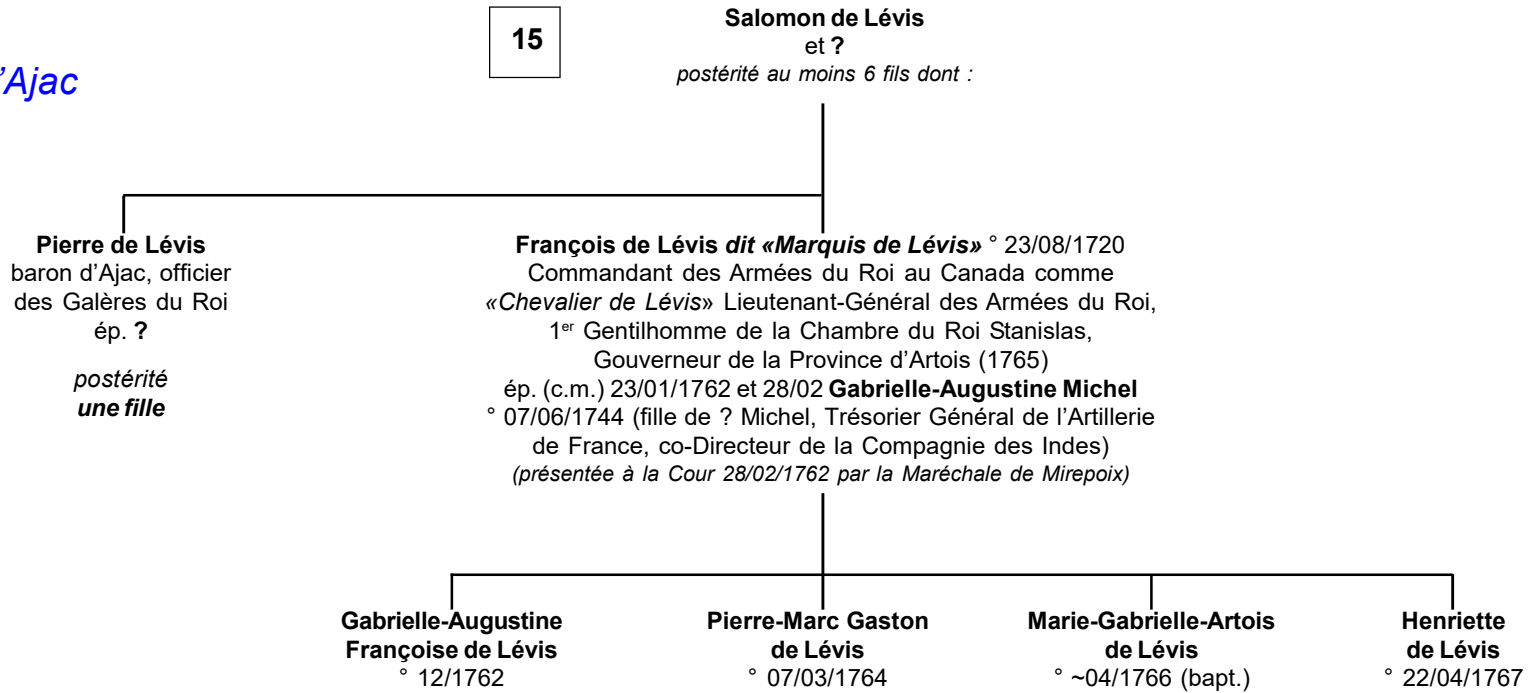 ’Ajac
15
Salomon de Lévis
et ?
postérité au moins 6 fils dont :
Pierre de Lévis
baron d’Ajac, officier
des Galères du Roi
ép. ?
postérité
une fille
François de Lévis dit «Marquis de Lévis» ° 23/08/1720
Commandant des Armées du Roi au Canada comme
«Chevalier de Lévis» Lieutenant-Général des Armées du Roi,
1er Gentilhomme de la Chambre du Roi Stanislas,
Gouverneur de la Province d’Artois (1765)
ép. (c.m.) 23/01/1762 et 28/02 Gabrielle-Augustine Michel
° 07/06/1744 (fille de ? Michel, Trésorier Général de l’Artillerie
de France, co-Directeur de la Compagnie des Indes)
(présentée à la Cour 28/02/1762 par la Maréchale de Mirepoix)
Gabrielle-Augustine
Françoise de Lévis
° 12/1762
Pierre-Marc Gaston
de Lévis
° 07/03/1764
Marie-Gabrielle-Artois
de Lévis
° ~04/1766 (bapt.)
Henriette
de Lévis
° 22/04/1767